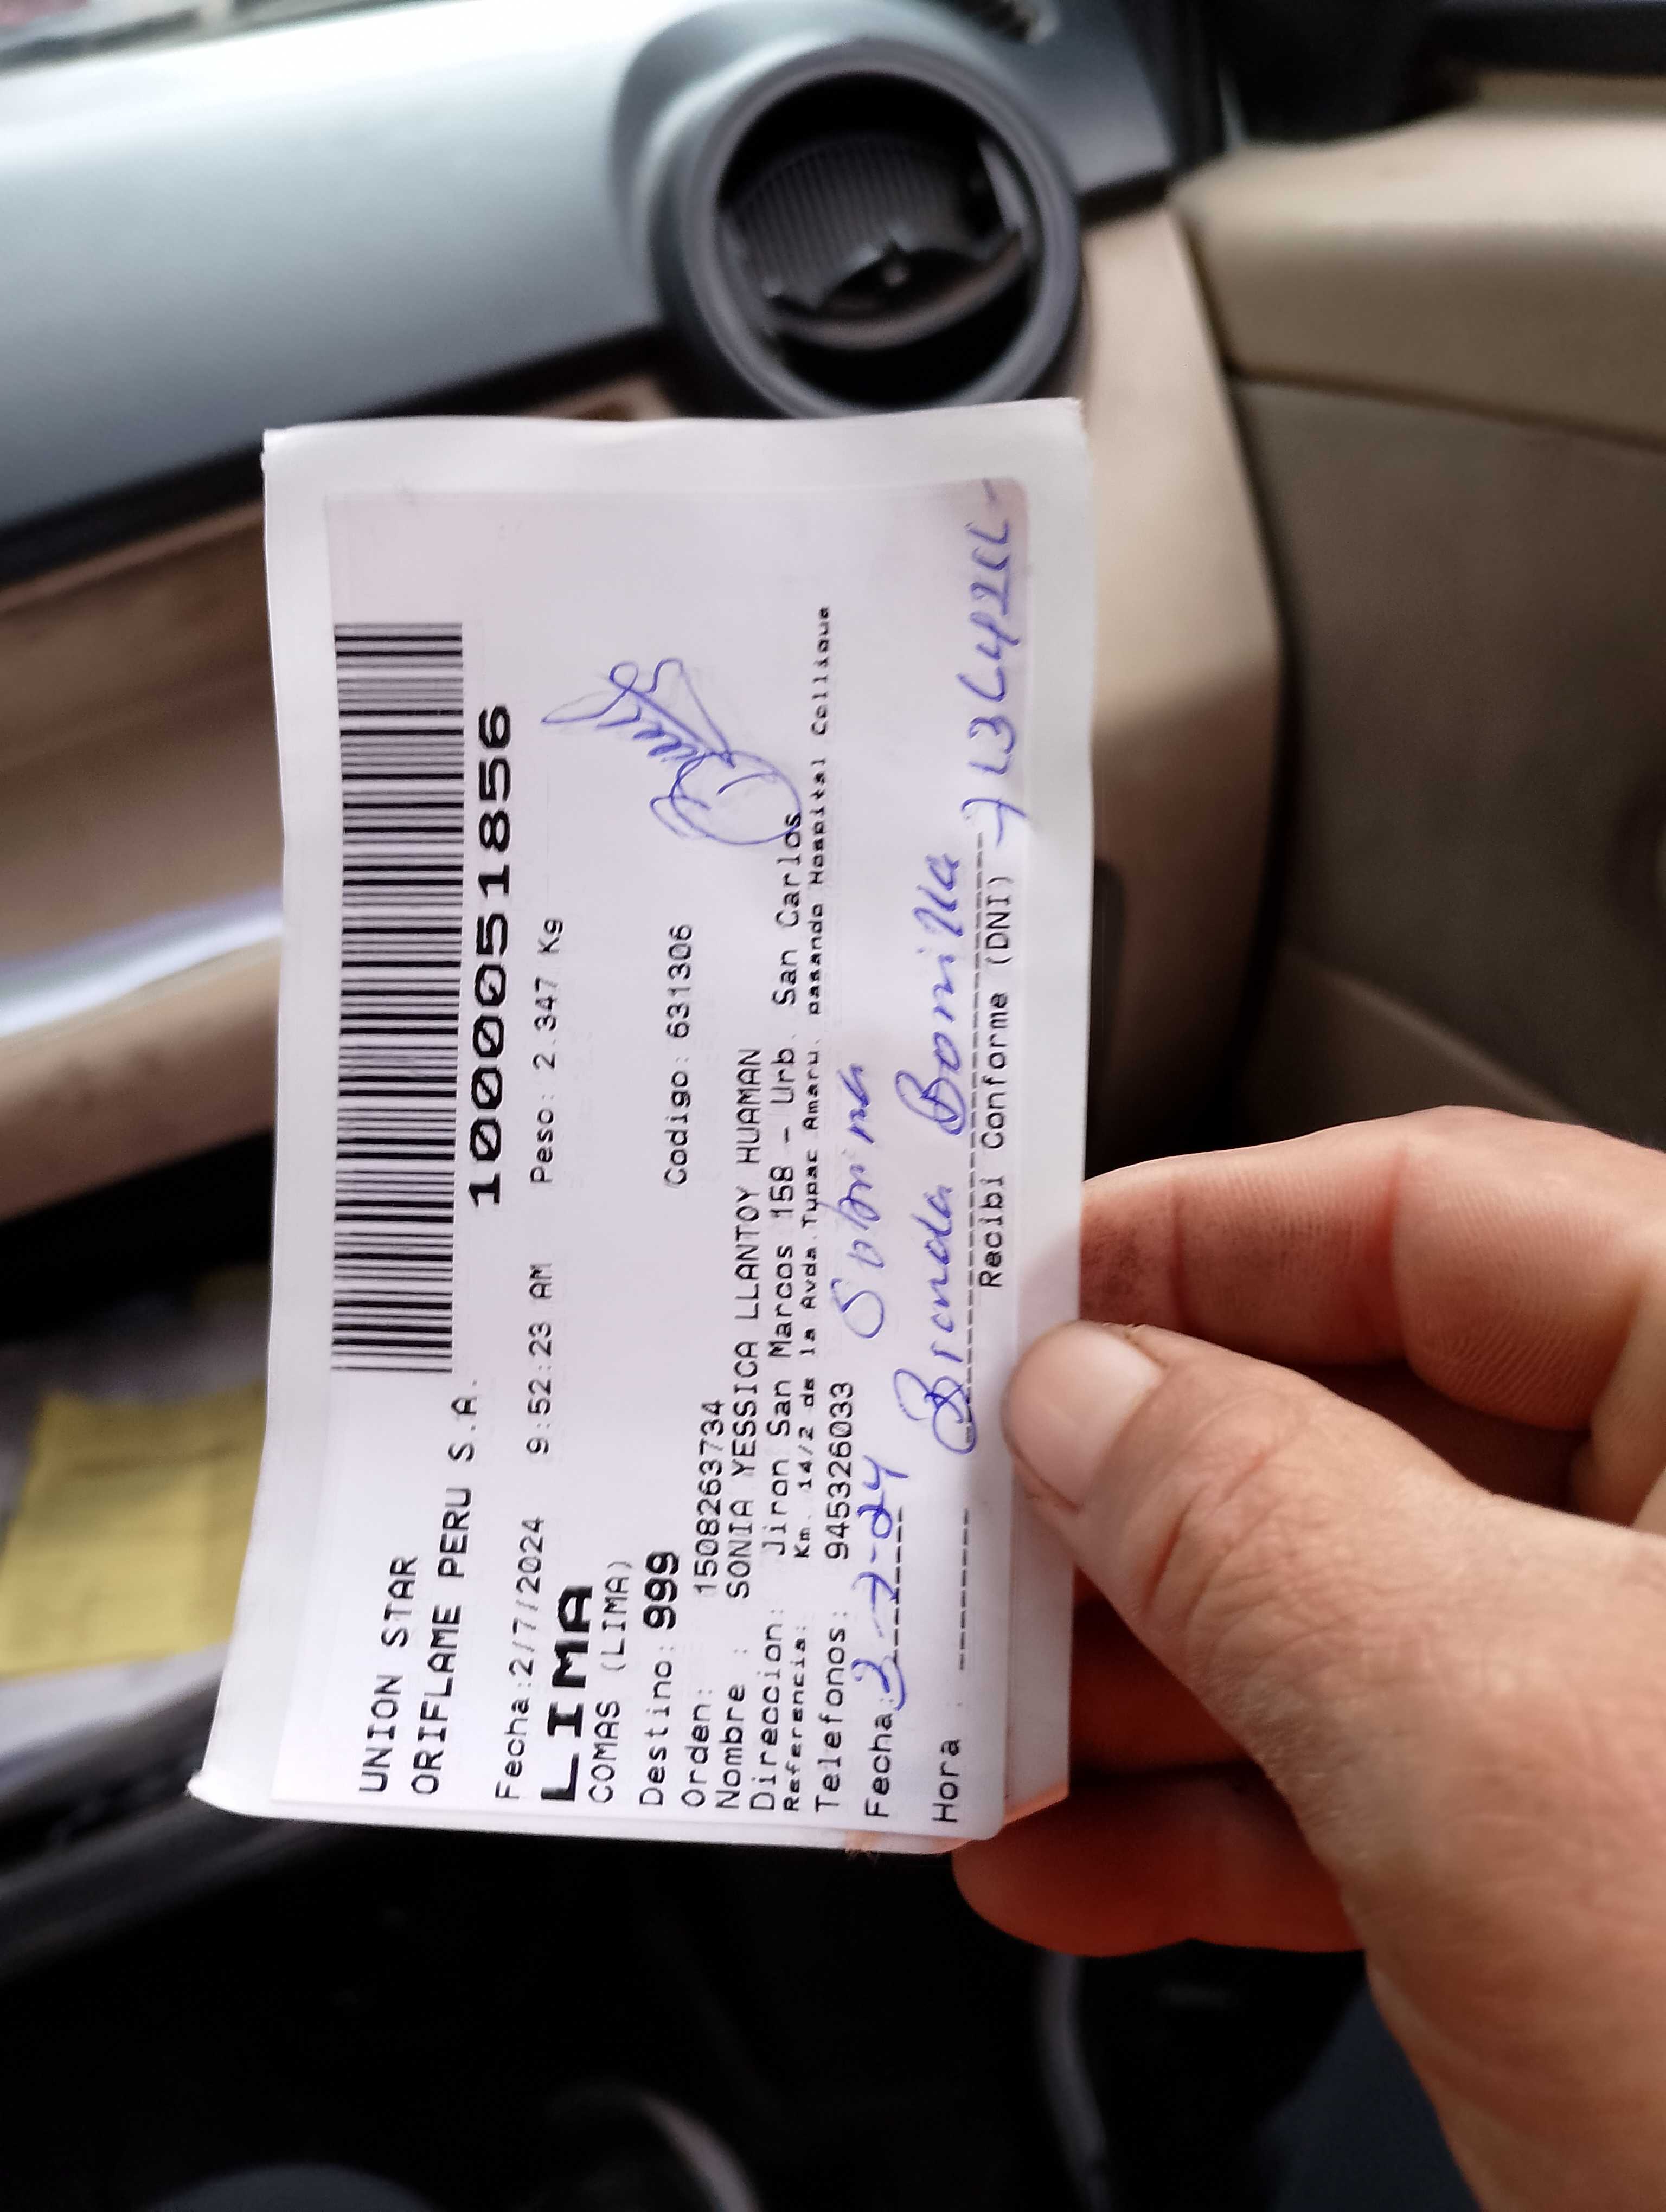 UNION STAR
ORIFLAME PERU S.A.
1000051856
Fecha:2/7/2024 9:52:23 AM Peso: 2.347 Kg
LIMA
COMAS (LIMA)
Destino: 999 Codigo: 631306
Orden: 1508263734
Nombre : SONIA YESSICA LLANTOY HUAMAN
Direccion: Jiron San Marcos 158 - Urb. San Carlos
Referencia: Km. 14/2 de la Avda.Tupac Amaru. pasando Hospital Collique
Telefonos: 945326033
Sobrina
Fecha: 3-7-24
Brenda Bonilla
Hora :
Recibi Conforme (DNI)